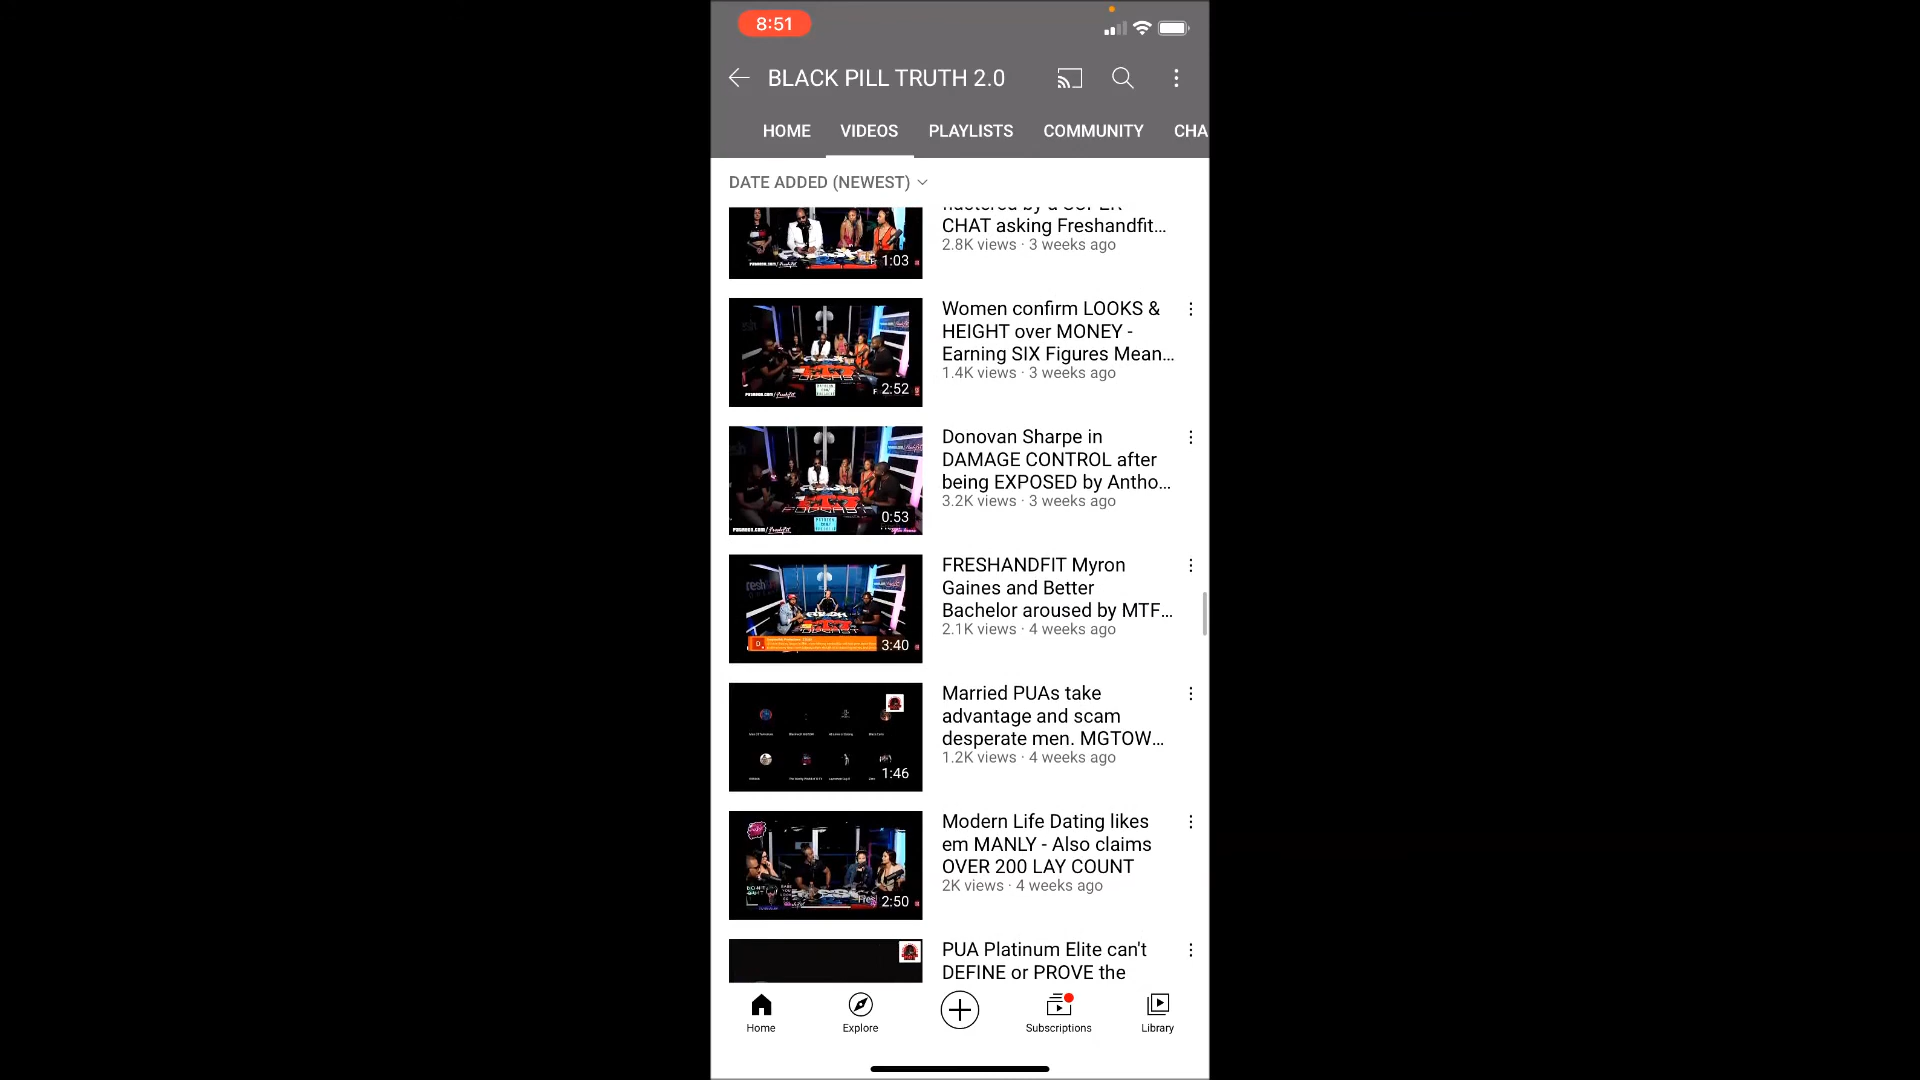 8:51
BLACK PILL TRUTH 2.0
HOME VIDEOS PLAYLISTS COMMUNITY CHA
DATE ADDED (NEWEST)
CHAT asking Freshandfit...
2.8K views · 3 weeks ago
1:03
Women confirm LOOKS &
HEIGHT over MONEY -
Earning SIX Figures Mean...
1.4K views · 3 weeks ago
2:52
Donovan Sharpe in
DAMAGE CONTROL after
being EXPOSED by Antho...
3.2K views · 3 weeks ago
0:53
FRESHANDFIT Myron
Gaines and Better
Bachelor aroused by MTF...
2.1K views · 4 weeks ago
3:40
Married PUAs take
advantage and scam
desperate men. MGTOW...
1.2K views · 4 weeks ago
1:46
Modern Life Dating likes
em MANLY - Also claims
OVER 200 LAY COUNT
2K views · 4 weeks ago
2:50
PUA Platinum Elite can't
DEFINE or PROVE the
Home Explore Subscriptions Library